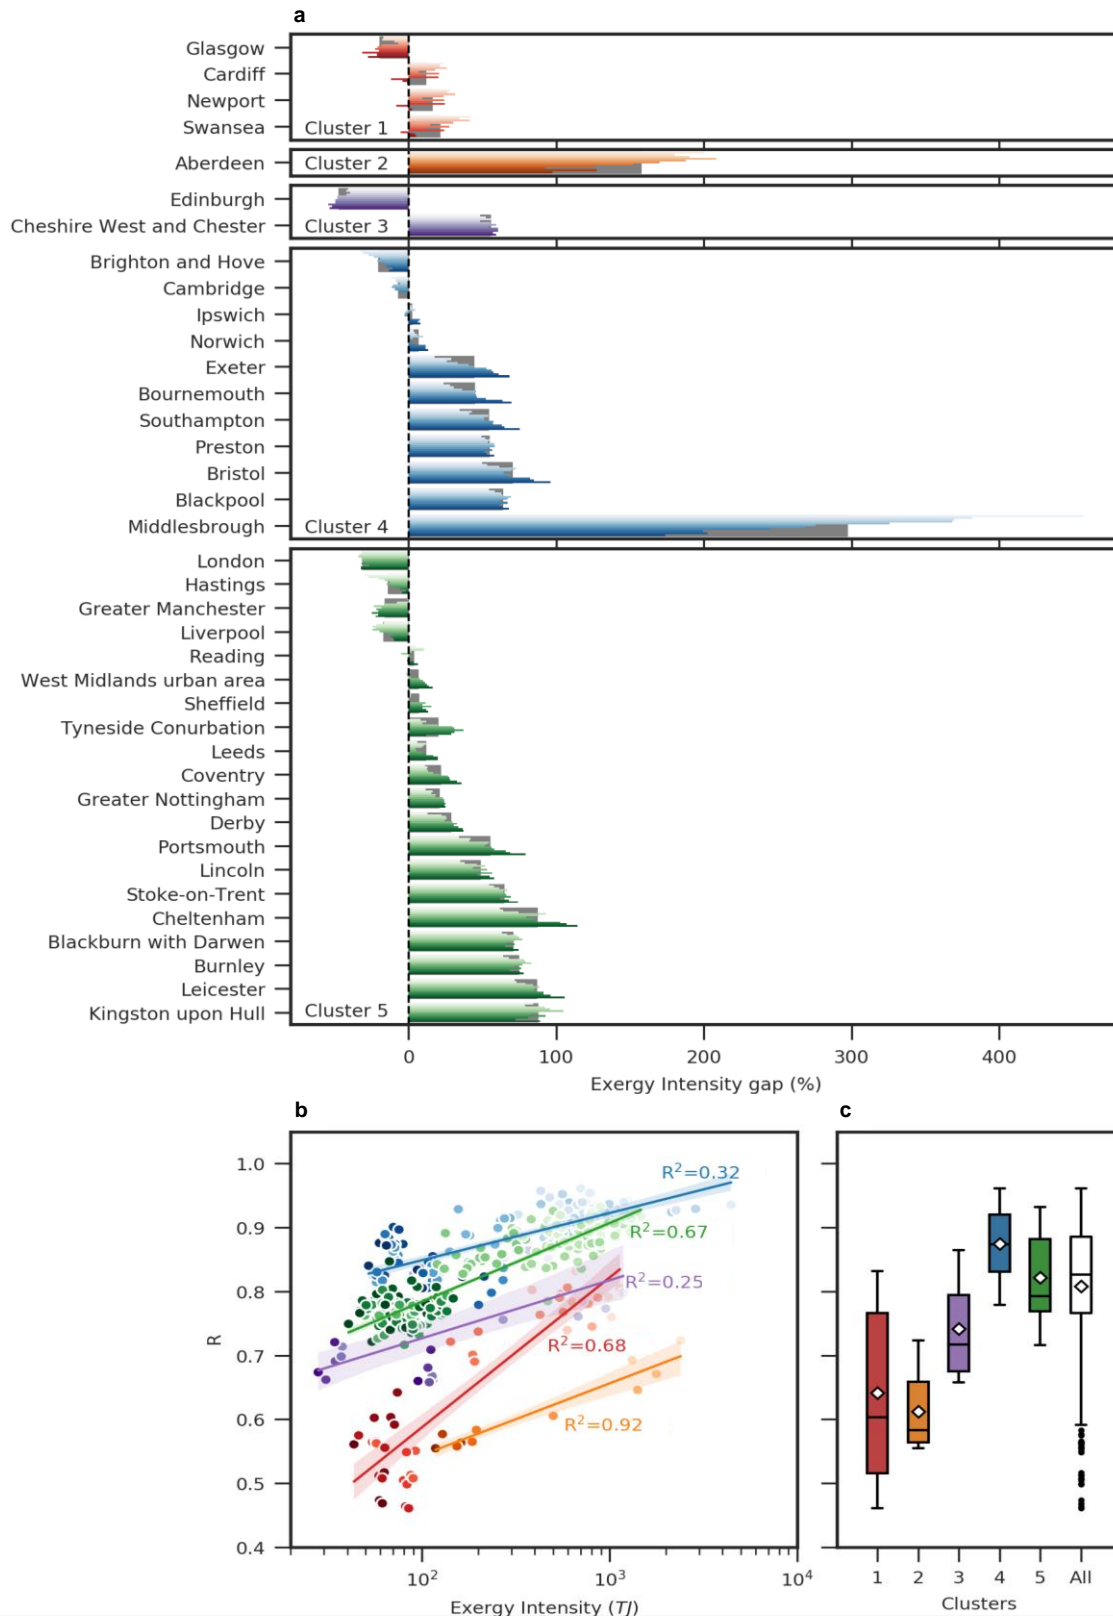 a
Glasgow
Cardiff
Newport
Swansea
Cluster 1
Aberdeen
Cluster 2
Edinburgh
Cheshire West and Chester
Cluster 3
Brighton and Hove
Cambridge
Ipswich
Norwich
Exeter
Bournemouth
Southampton
Preston
Bristol
Blackpool
Middlesbrough
Cluster 4
London
Hastings
Greater Manchester
Liverpool
Reading
West Midlands urban area
Sheffield
Tyneside Conurbation
Leeds
Coventry
Greater Nottingham
Derby
Portsmouth
Lincoln
Stoke-on-Trent
Cheltenham
Blackburn with Darwen
Burnley
Leicester
Kingston upon Hull
Cluster 5
0 100 200 300 400
Exergy Intensity gap (%)
b
1.0
0.9
0.8
0.7
0.6
0.5
0.4
R
R²=0.32
R²=0.67
R²=0.25
R²=0.68
R²=0.92
10² 10³ 10⁴
Exergy Intensity (TJ)
c
1 2 3 4 5 All
Clusters